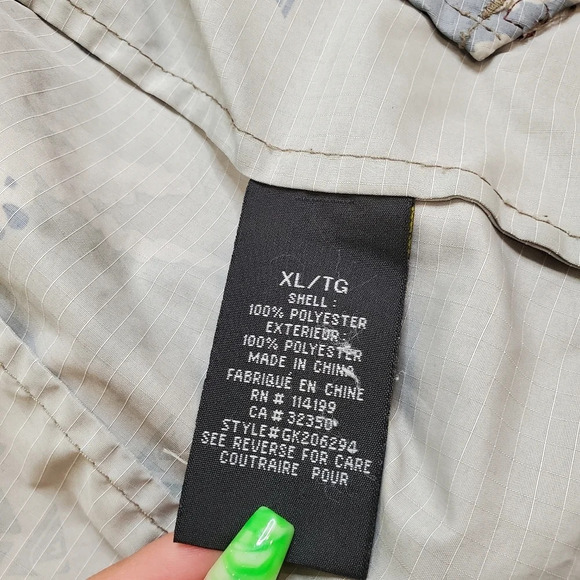 XL/TG
SHELL:
100% POLYESTER
EXTERIEUR:
100% POLYESTER
MADE IN CHINA
FABRIQUÉ EN CHINE
RN# 114199
CA# 32350
STYLE#GK206294
SEE REVERSE FOR CARE
COUTRAIRE POUR